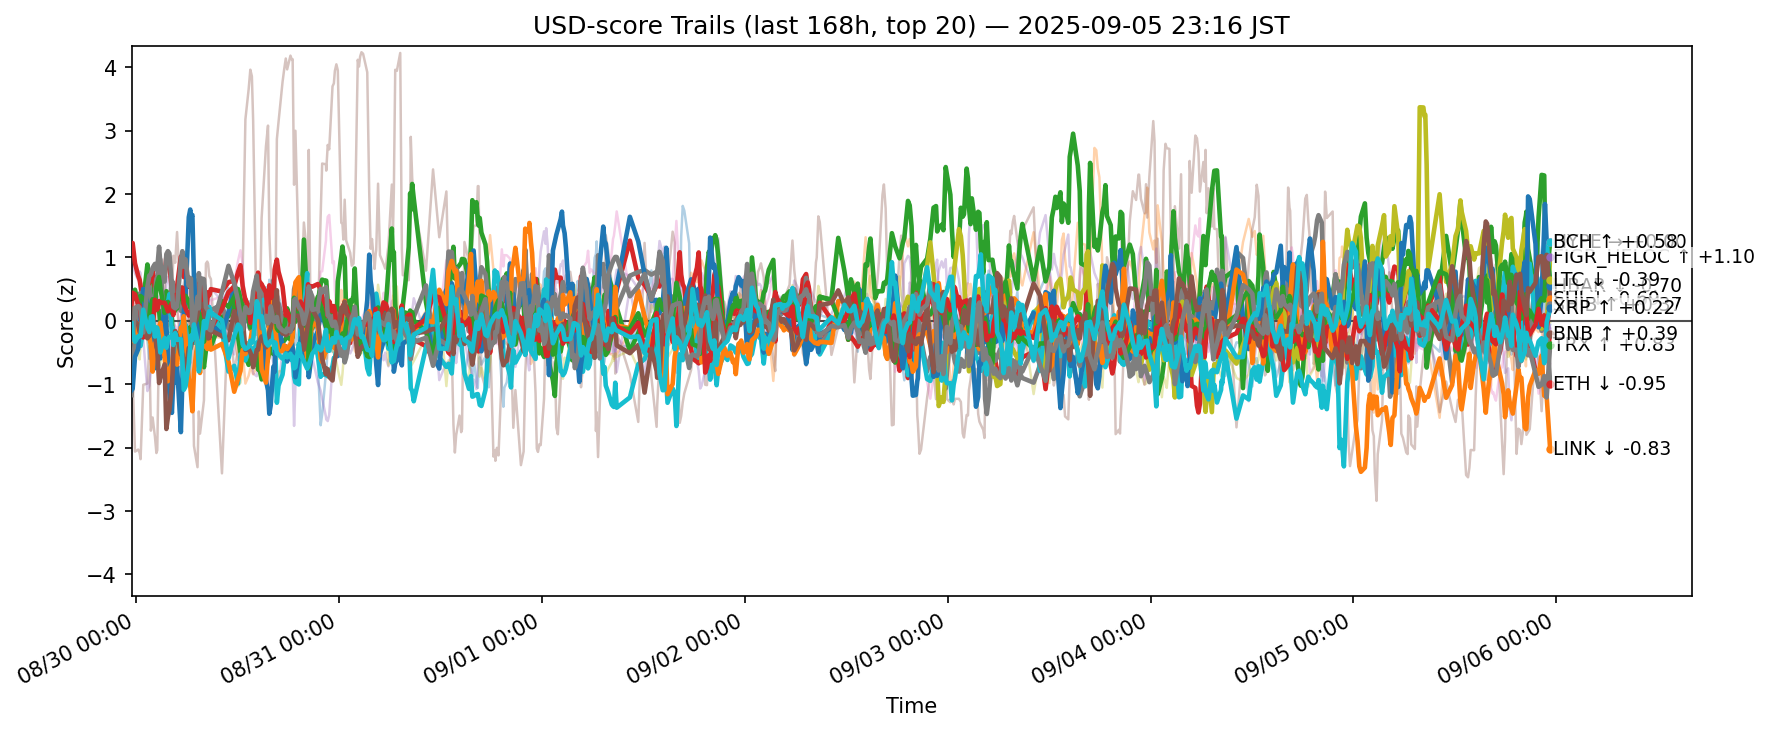 USD-score Trails (last 168h, top 20) — 2025-09-05 23:16 JST
Score (z)
4
3
2
1
0
−1
−2
−3
−4
BCH ↑ +0.58
FIGR_HELOC ↑ +1.10
LTC ↓ -0.39
XRP ↑ +0.22
BNB ↑ +0.39
TRX ↑ +0.83
ETH ↓ -0.95
LINK ↓ -0.83
08/30 00:00
08/31 00:00
09/01 00:00
09/02 00:00
09/03 00:00
09/04 00:00
09/05 00:00
09/06 00:00
Time